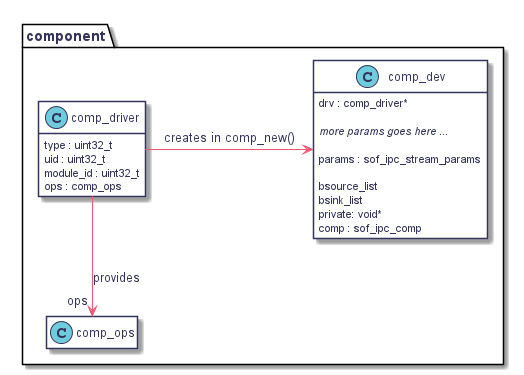 component
C comp_driver
type : uint32_t
uid : uint32_t
module_id : uint32_t
ops : comp_ops
creates in comp_new()
C comp_dev
drv : comp_driver*
more params goes here ...
params : sof_ipc_stream_params
bsource_list
bsink_list
private: void*
comp : sof_ipc_comp
provides
ops
C comp_ops